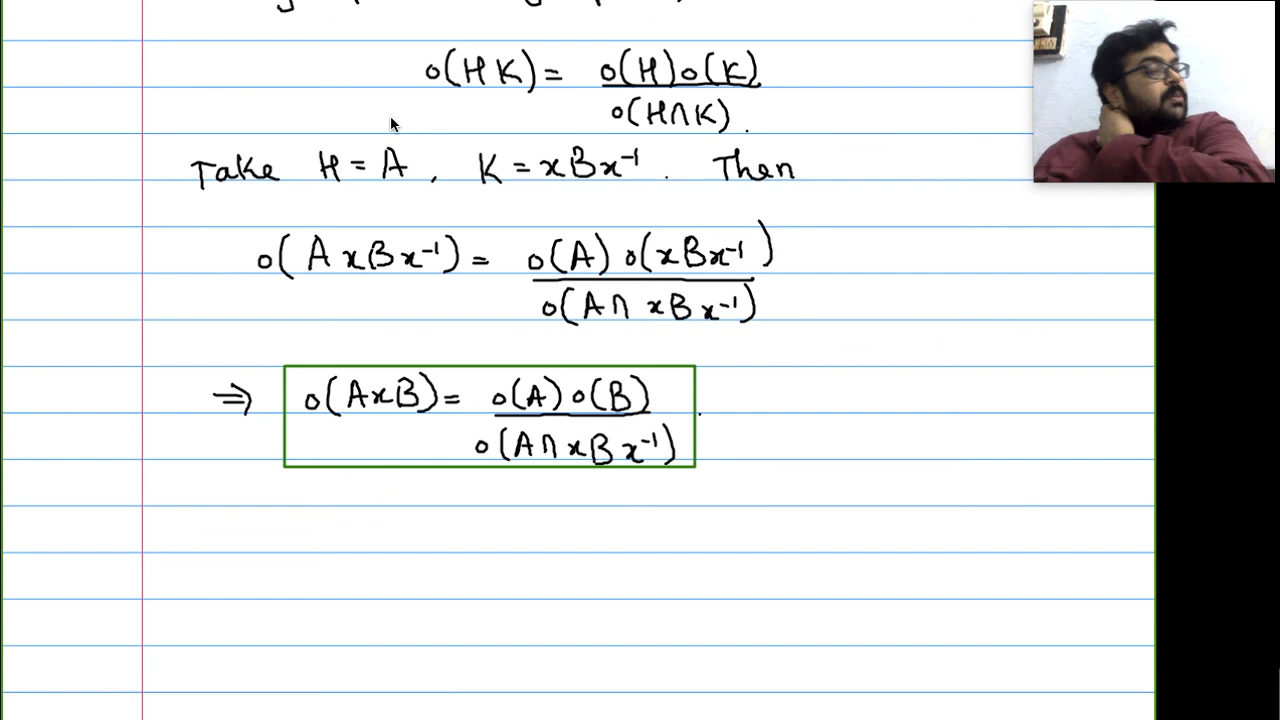 o(HK) = o(H)o(K) / o(H∩K).
Take H = A, K = xBx⁻¹. Then
o(AxBx⁻¹) = o(A) o(xBx⁻¹) / o(A∩ xBx⁻¹)
⇒ o(AxB) = o(A) o(B) / o(A∩xBx⁻¹).